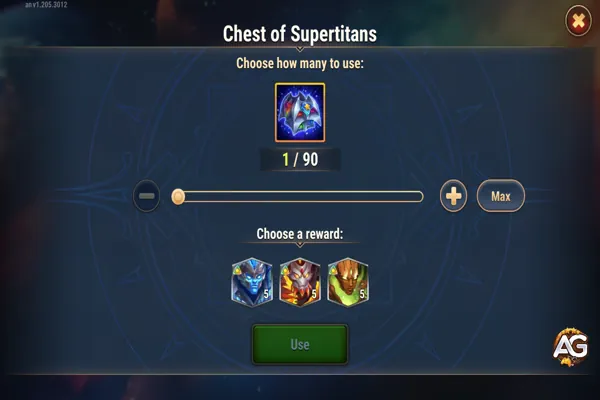 an v1.205.3012
Chest of Supertitans
Choose how many to use:
1 / 90
Max
Choose a reward:
5 5 5
Use
AG